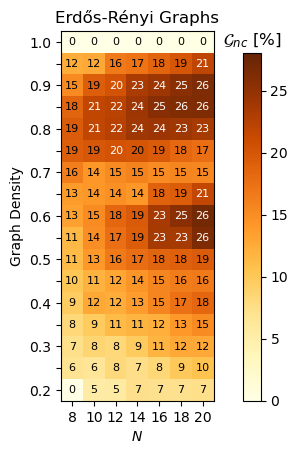 Erdős-Rényi Graphs
𝒢nc [%]
1.0 0 0 0 0 0 0 0
12 12 16 17 18 19 21
0.9 15 19 20 23 24 25 26
18 21 22 24 25 26 26
0.8 19 21 22 24 24 23 23
19 19 20 20 19 18 17
0.7 16 14 15 15 15 15 15
13 14 14 14 18 19 21
0.6 13 15 18 19 23 25 26
11 14 17 19 23 23 26
0.5 11 13 16 17 18 18 19
10 11 12 14 15 16 16
0.4 9 12 12 13 15 17 18
8 9 11 11 12 13 15
0.3 7 8 8 9 11 12 12
6 6 8 7 8 9 10
0.2 0 5 5 7 7 7 7
8 10 12 14 16 18 20
N
Graph Density
25
20
15
10
5
0